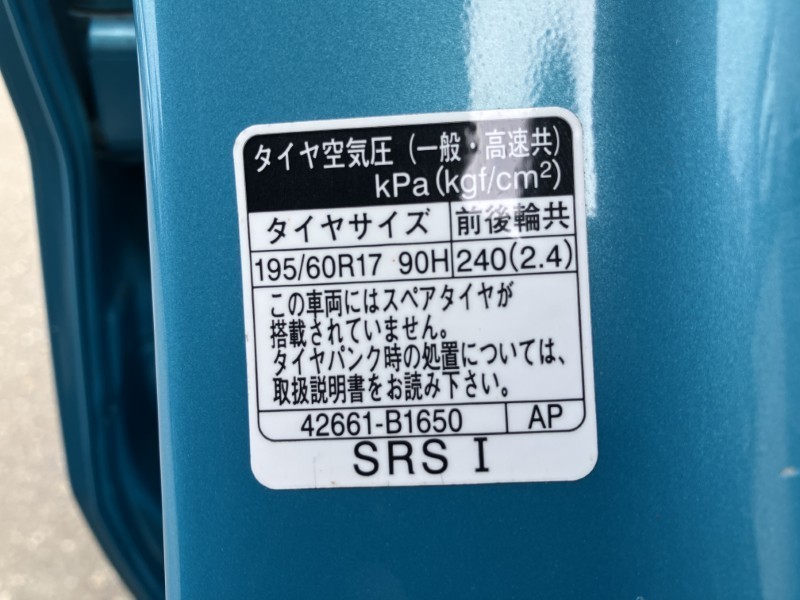 タイヤ空気圧（一般・高速共）
kPa(kgf/cm²)
タイヤサイズ 前後輪共
195/60R17 90H 240(2.4)
この車両にはスペアタイヤが
搭載されていません。
タイヤパンク時の処置については、
取扱説明書をお読み下さい。
42661-B1650 AP
SRS I